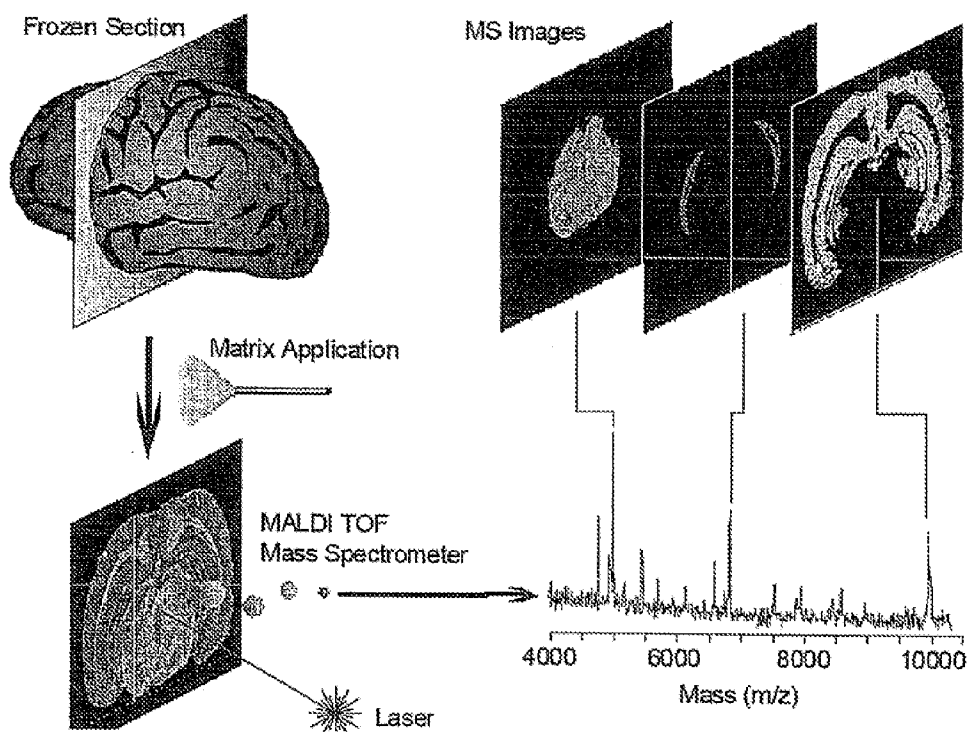 Frozen Section
MS Images
Matrix Application
MALDI TOF
Mass Spectrometer
Laser
4000 6000 8000 10000
Mass (m/z)